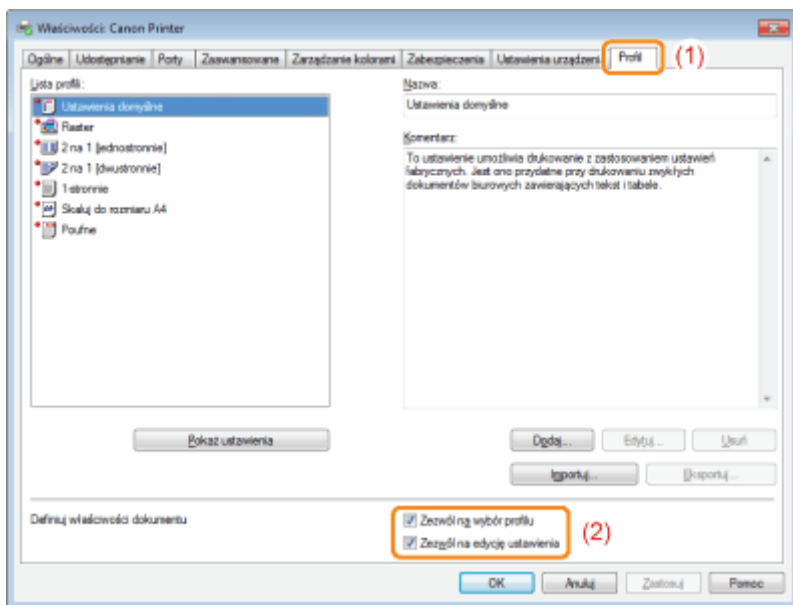 Właściwości: Canon Printer
Ogólne Udostępnianie Porty Zaawansowane Zarządzanie kolorami Zabezpieczenia Ustawienia urządzeni Profil (1)
Lista profili:
Ustawienia domyślne
Raster
2 na 1 [jednostronnie]
2 na 1 [dwustronnie]
1-stronnie
Skaluj do rozmiaru A4
Poufne
Pokaż ustawienia
Nazwa:
Ustawienia domyślne
Komentarz:
To ustawienie umożliwia drukowanie z zastosowaniem ustawień
fabrycznych. Jest ono przydatne przy drukowaniu zwykłych
dokumentów biurowych zawierających tekst i tabele.
Dodaj... Edytuj... Usuń
Importuj... Eksportuj...
Definiuj właściwości dokumentu
Zezwól na wybór profilu
Zezwól na edycję ustawienia
(2)
OK Anuluj Zastosuj Pomoc